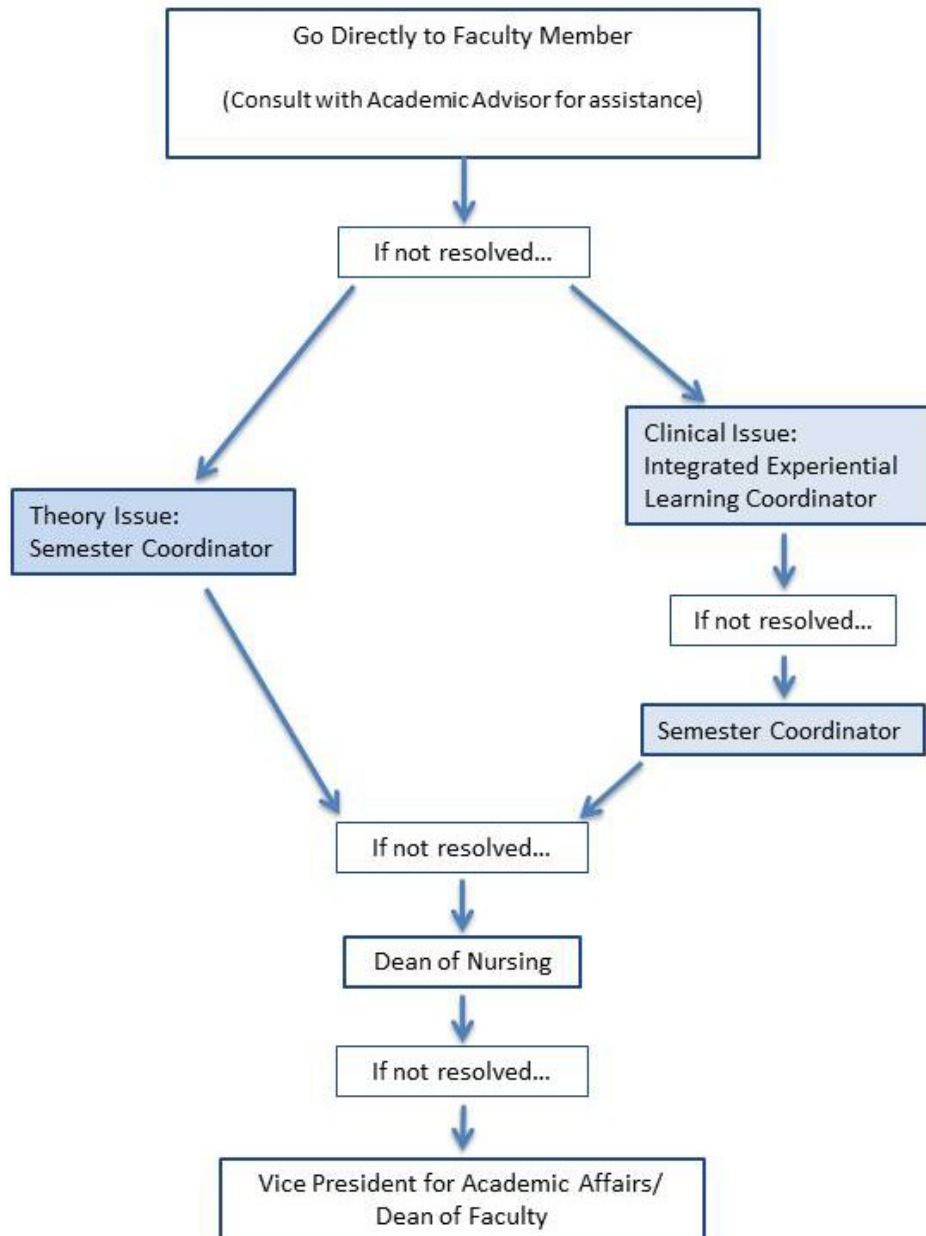 Go Directly to Faculty Member
(Consult with Academic Advisor for assistance)
If not resolved…
Theory Issue:
Semester Coordinator
Clinical Issue:
Integrated Experiential
Learning Coordinator
If not resolved…
Semester Coordinator
If not resolved…
Dean of Nursing
If not resolved…
Vice President for Academic Affairs/
Dean of Faculty